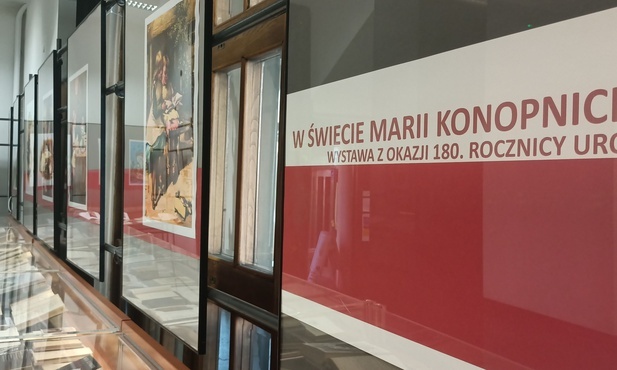 W ŚWIECIE MARII KONOPNIC
WYSTAWA Z OKAZJI 180. ROCZNICY URO